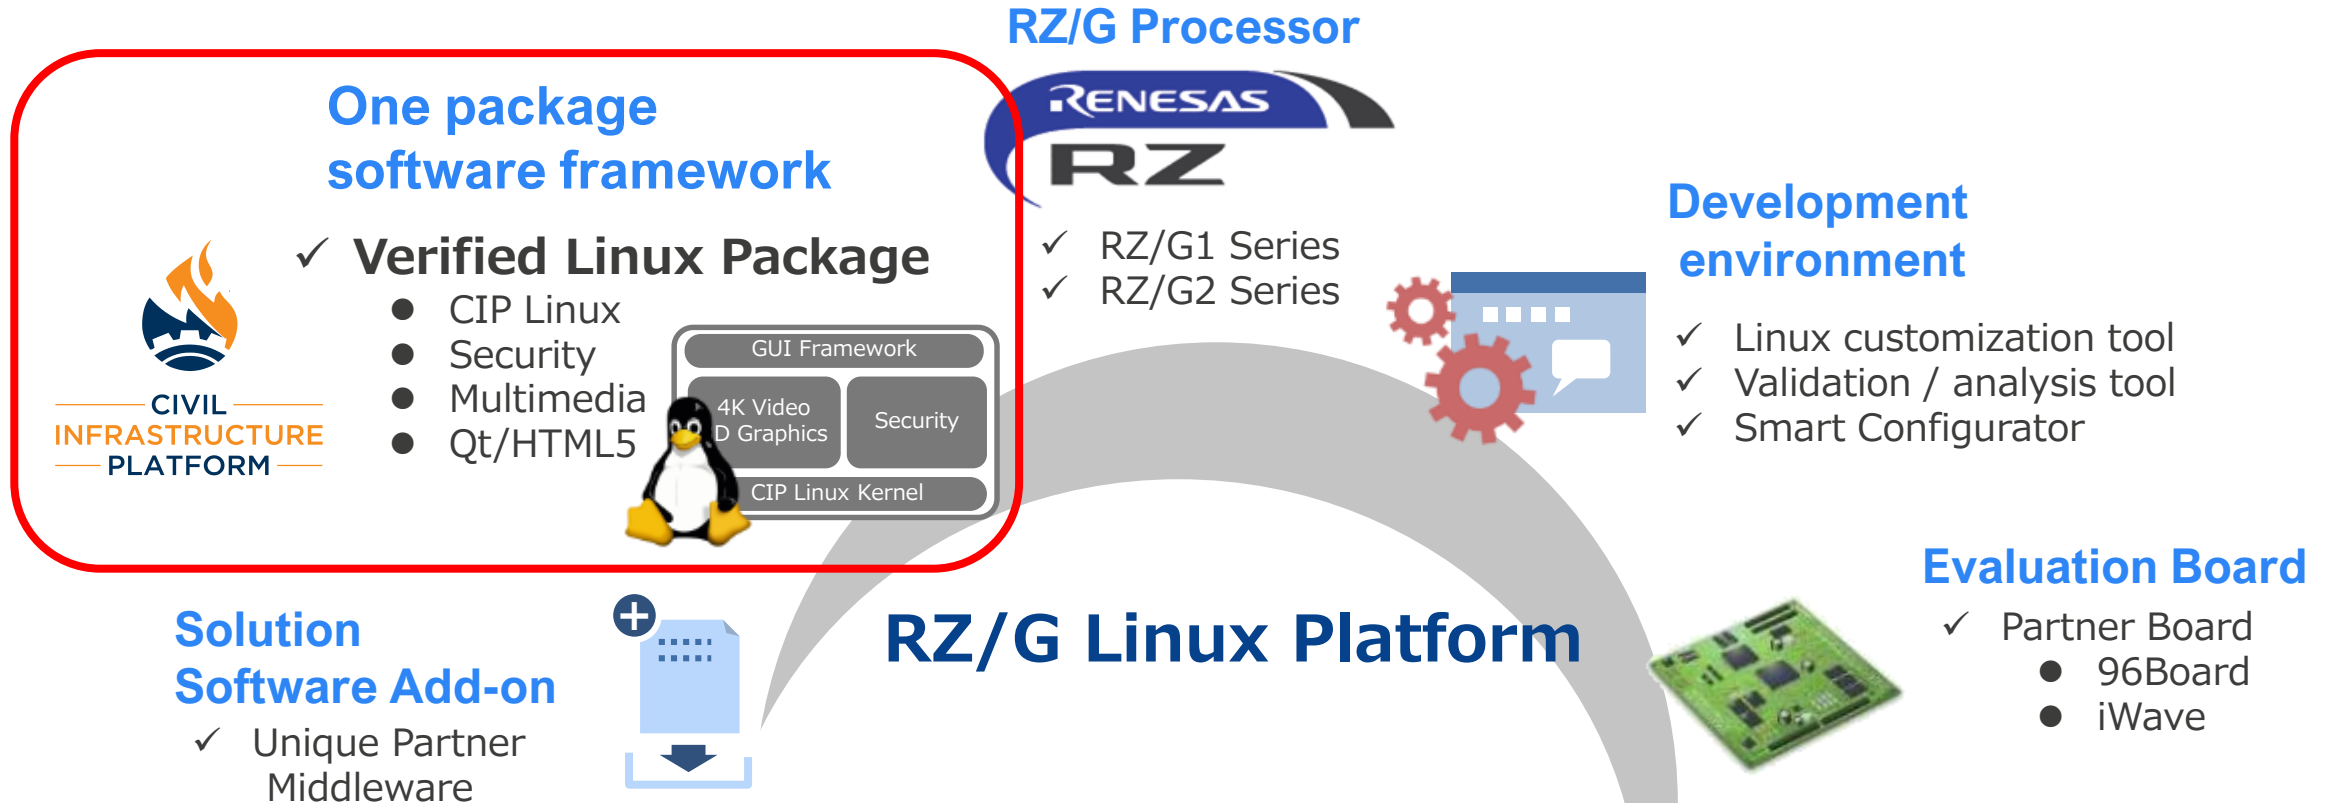 RZ/G Processor
RENESAS
RZ
✓ RZ/G1 Series
✓ RZ/G2 Series
One package
software framework
✓ Verified Linux Package
● CIP Linux
● Security
● Multimedia
● Qt/HTML5
CIVIL
INFRASTRUCTURE
PLATFORM
GUI Framework
4K Video
D Graphics
Security
CIP Linux Kernel
Development
environment
✓ Linux customization tool
✓ Validation / analysis tool
✓ Smart Configurator
Evaluation Board
✓ Partner Board
● 96Board
● iWave
Solution
Software Add-on
✓ Unique Partner
Middleware
RZ/G Linux Platform